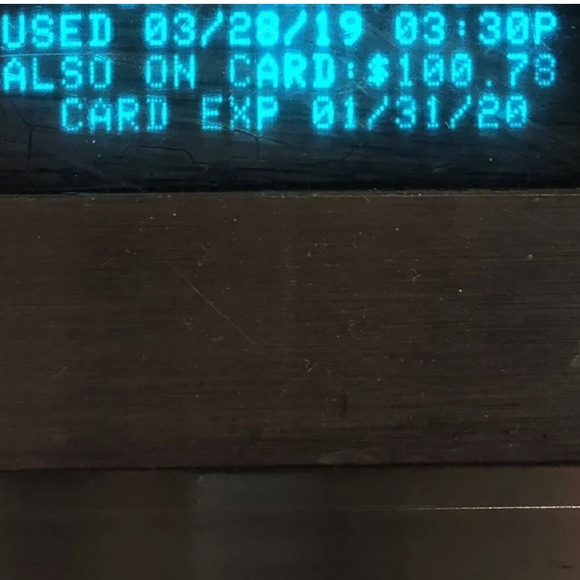 USED 03/28/19 03:30P
ALSO ON CARD:$100.78
CARD EXP 01/31/20